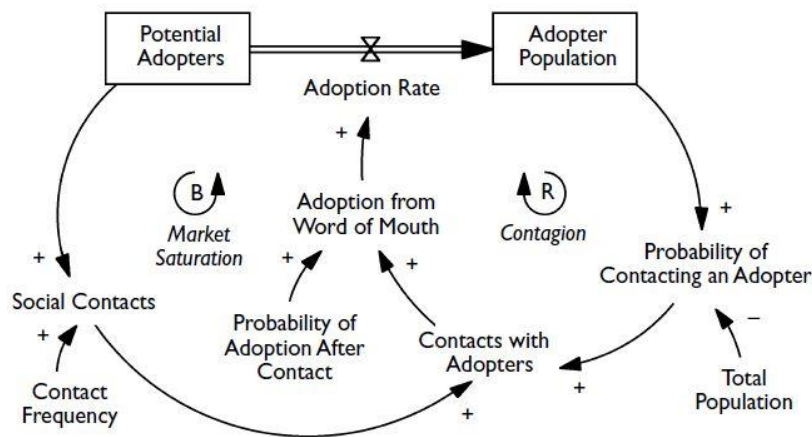 Potential
Adopters
Adopter
Population
Adoption Rate
+
B
Market
Saturation
Adoption from
Word of Mouth
R
Contagion
+
Probability of
Contacting an Adopter
+
Social Contacts
+
+
Probability of
Adoption After
Contact
+
Contacts with
Adopters
−
Contact
Frequency
+
+
Total
Population